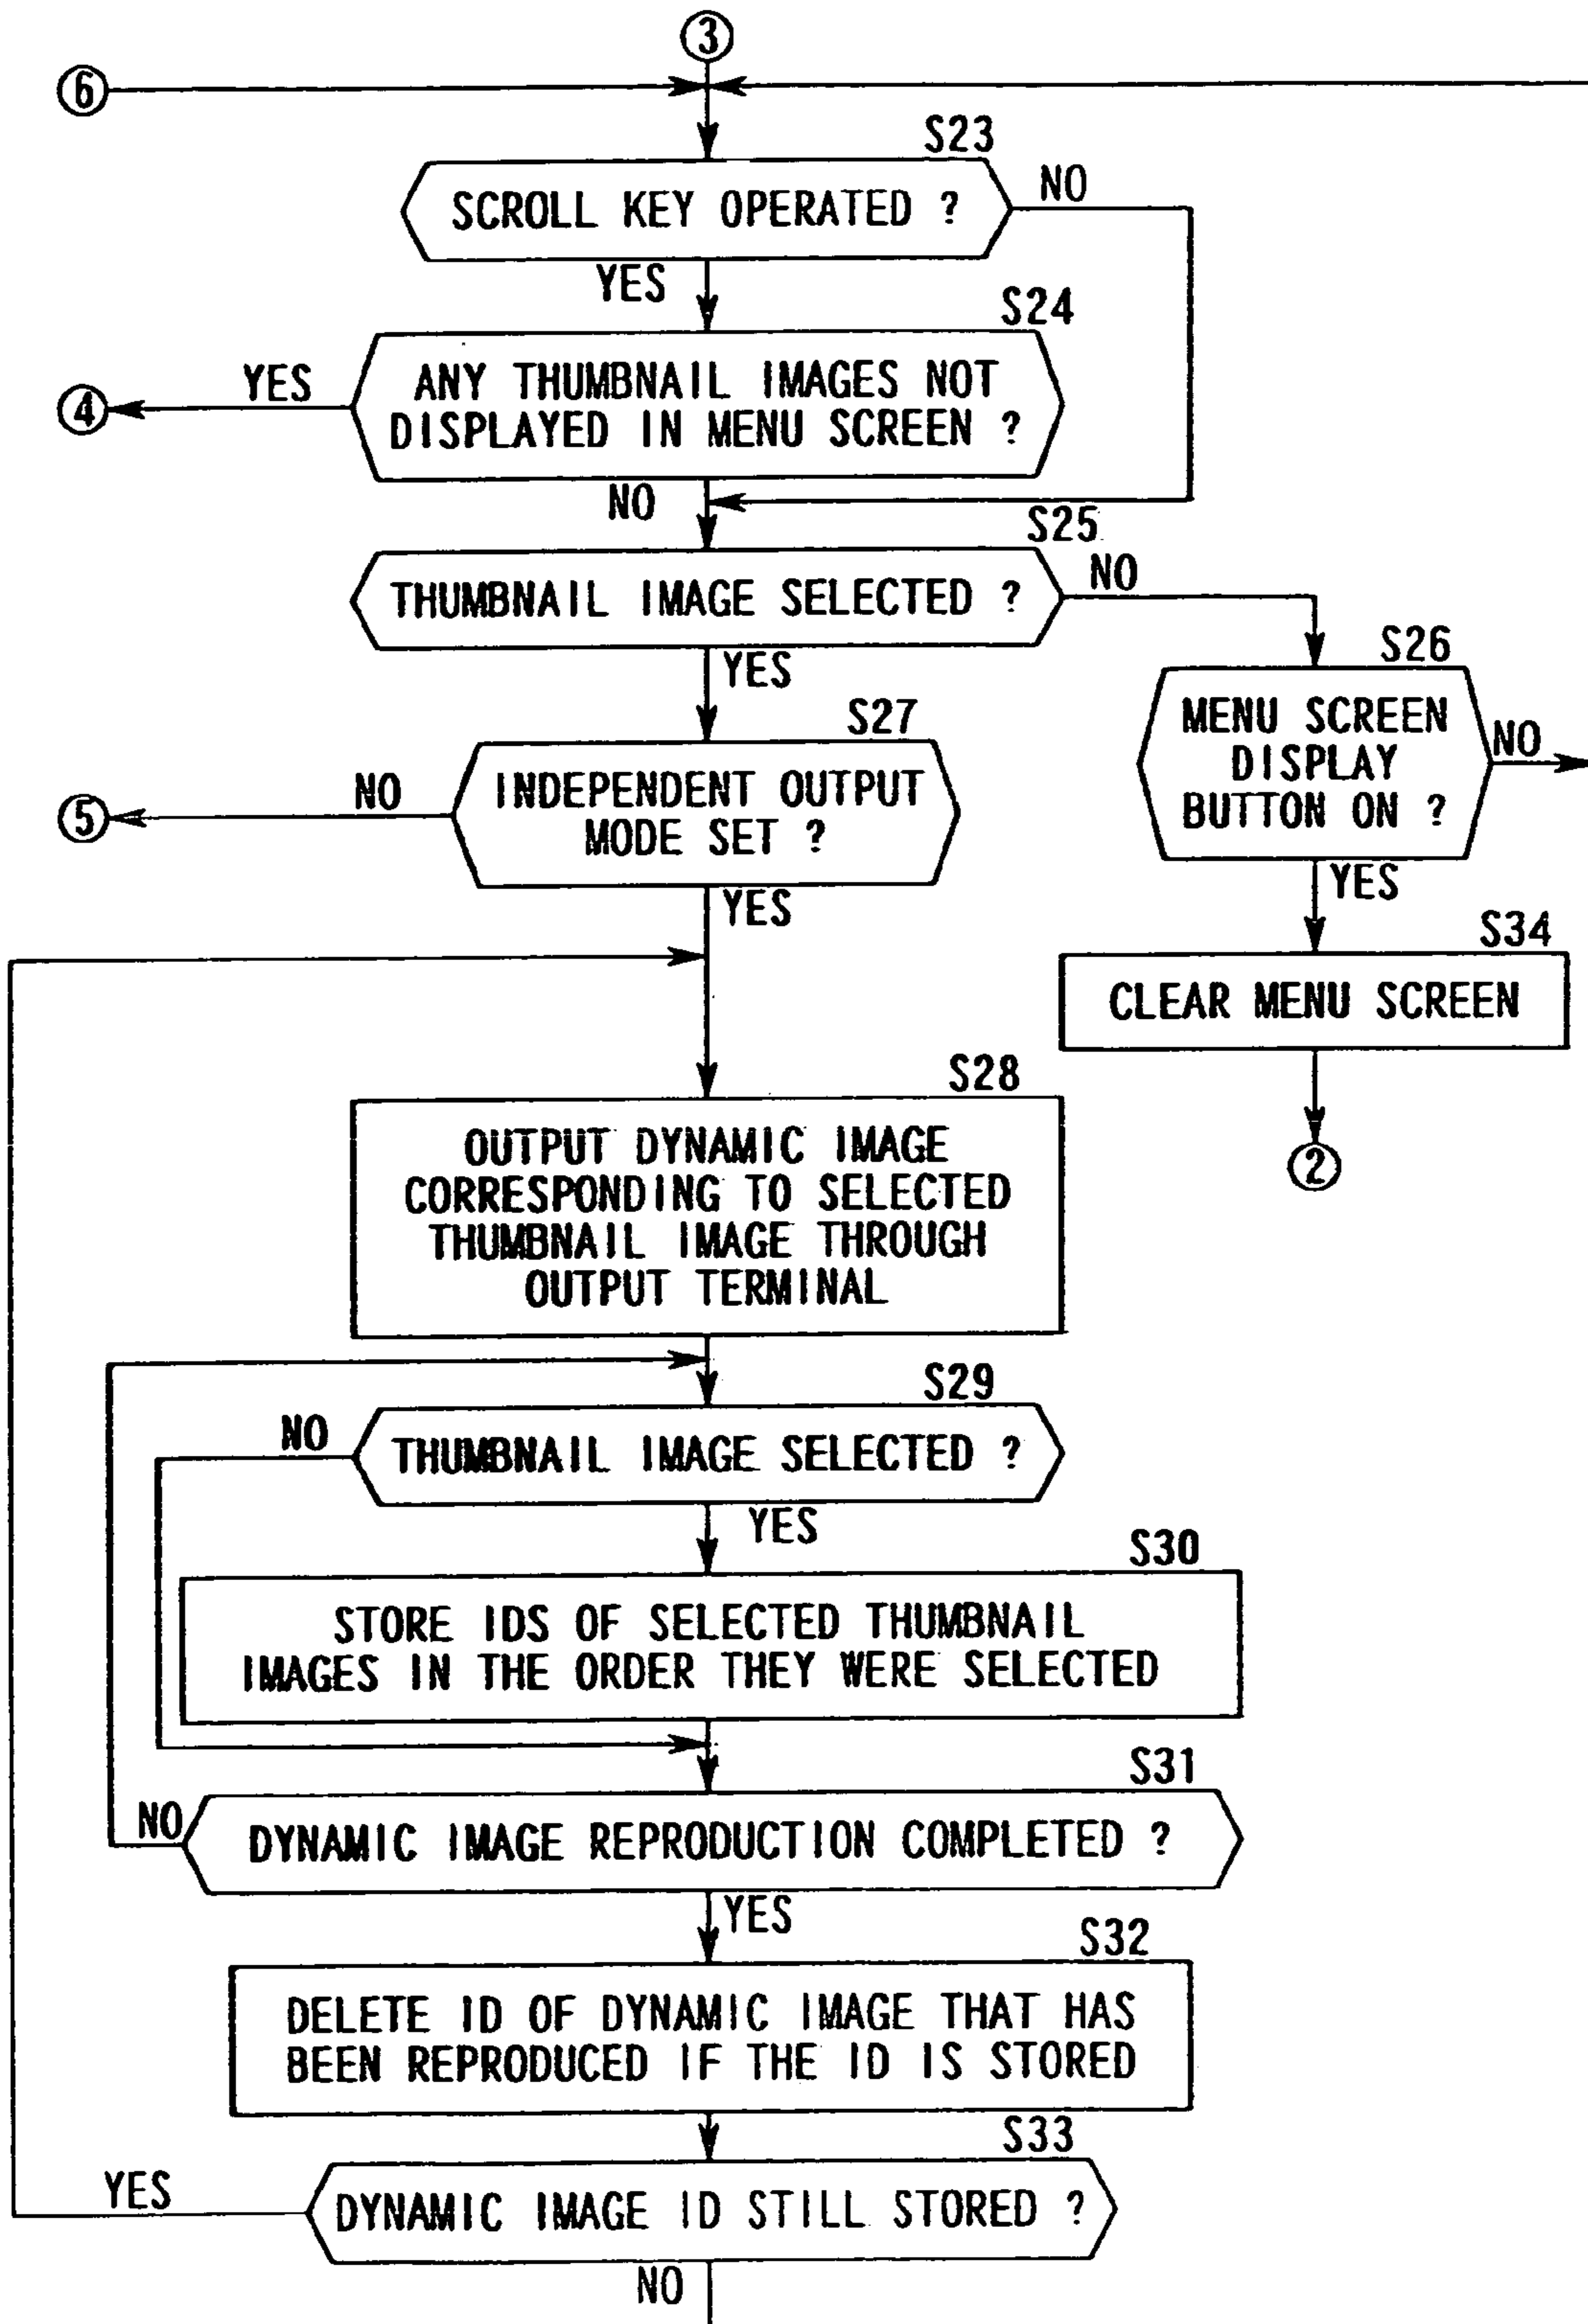 ③
⑥
S23
SCROLL KEY OPERATED ?
NO
YES
S24
ANY THUMBNAIL IMAGES NOT
DISPLAYED IN MENU SCREEN ?
YES
④
NO
S25
THUMBNAIL IMAGE SELECTED ?
NO
YES
S26
MENU SCREEN
DISPLAY
BUTTON ON ?
NO
YES
S27
INDEPENDENT OUTPUT
MODE SET ?
NO
⑤
YES
S34
CLEAR MENU SCREEN
②
S28
OUTPUT DYNAMIC IMAGE
CORRESPONDING TO SELECTED
THUMBNAIL IMAGE THROUGH
OUTPUT TERMINAL
S29
THUMBNAIL IMAGE SELECTED ?
NO
YES
S30
STORE IDS OF SELECTED THUMBNAIL
IMAGES IN THE ORDER THEY WERE SELECTED
S31
DYNAMIC IMAGE REPRODUCTION COMPLETED ?
NO
YES
S32
DELETE ID OF DYNAMIC IMAGE THAT HAS
BEEN REPRODUCED IF THE ID IS STORED
S33
DYNAMIC IMAGE ID STILL STORED ?
YES
NO